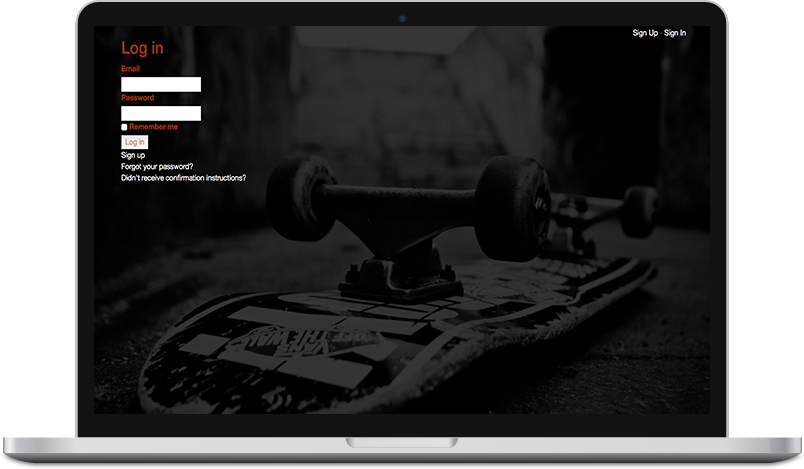 Sign Up · Sign In
Log in
Email
Password
Remember me
Log in
Sign up
Forgot your password?
Didn't receive confirmation instructions?
VANS
OFF THE WALL